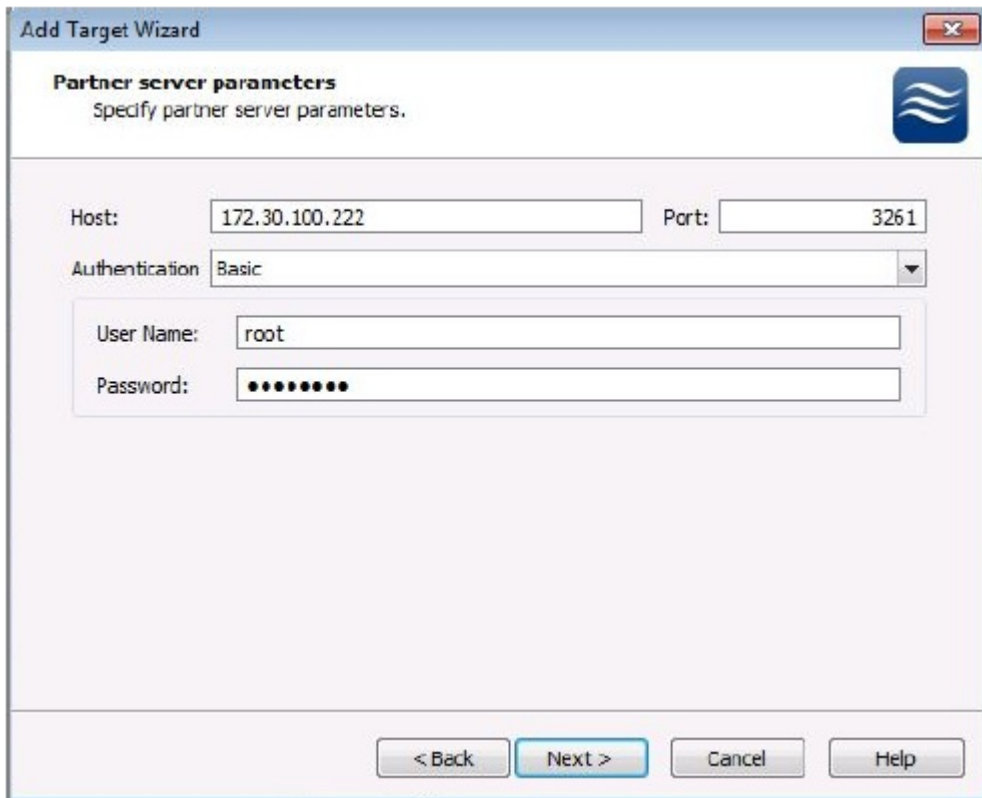 Add Target Wizard
Partner server parameters
Specify partner server parameters.
Host: 172.30.100.222 Port: 3261
Authentication Basic
User Name: root
Password: ●●●●●●●●
< Back Next > Cancel Help